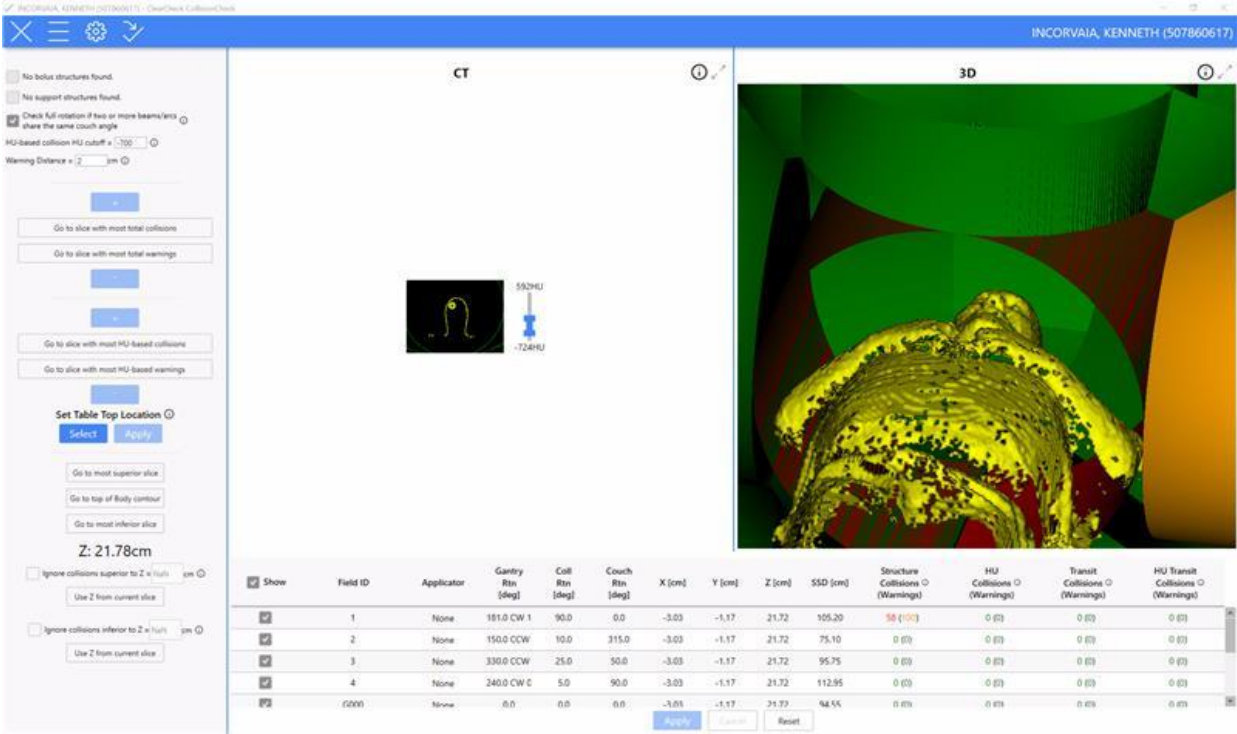 INCORVAIA, KENNETH (507860617) - ClearCheck CollisionCheck
INCORVAIA, KENNETH (507860617)
No bolus structures found.
No support structures found.
Check full rotation if two or more beams/arcs
share the same couch angle
HU-based collision HU cutoff = -700
Warning Distance = 2 cm
+
Go to slice with most total collisions
Go to slice with most total warnings
-
+
Go to slice with most HU-based collisions
Go to slice with most HU-based warnings
-
Set Table Top Location
Select Apply
Go to most superior slice
Go to top of Body contour
Go to most inferior slice
Z: 21.78cm
Ignore collisions superior to Z = NaN cm
Use Z from current slice
Ignore collisions inferior to Z = NaN cm
Use Z from current slice
CT
592HU
-724HU
3D
Show Field ID Applicator Gantry Rtn [deg] Coll Rtn [deg] Couch Rtn [deg] X [cm] Y [cm] Z [cm] SSD [cm] Structure Collisions (Warnings) HU Collisions (Warnings) Transit Collisions (Warnings) HU Transit Collisions (Warnings)
1 None 181.0 CW 1 90.0 0.0 -3.03 -1.17 21.72 105.20 58 (100) 0 (0) 0 (0) 0 (0)
2 None 150.0 CCW 10.0 315.0 -3.03 -1.17 21.72 75.10 0 (0) 0 (0) 0 (0) 0 (0)
3 None 330.0 CCW 25.0 50.0 -3.03 -1.17 21.72 95.75 0 (0) 0 (0) 0 (0) 0 (0)
4 None 240.0 CW 5.0 90.0 -3.03 -1.17 21.72 112.95 0 (0) 0 (0) 0 (0) 0 (0)
G000 None 0.0 0.0 0.0 -3.03 -1.17 21.72 94.55 0 (0) 0 (0) 0 (0) 0 (0)
Apply Cancel Reset